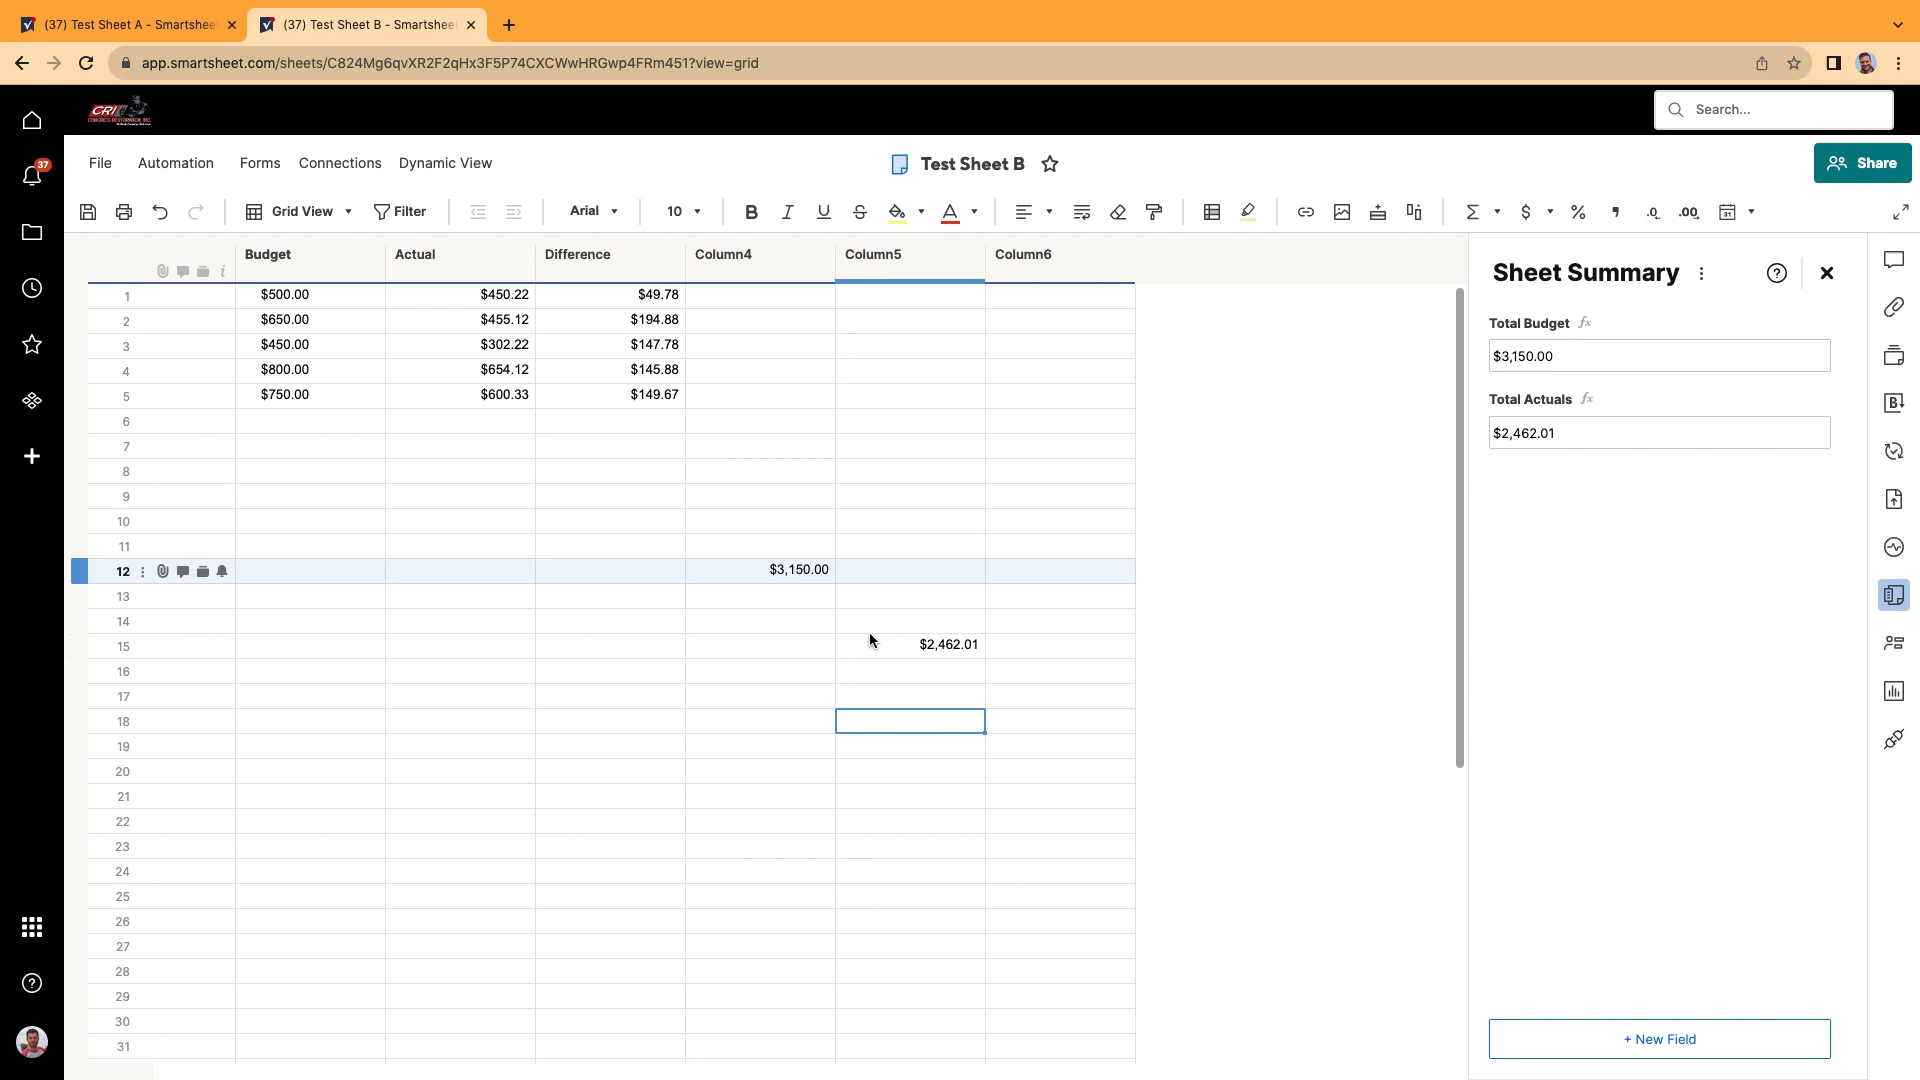 (37) Test Sheet A - Smartshee
(37) Test Sheet B - Smartsheet
app.smartsheet.com/sheets/C824Mg6qvXR2F2qHx3F5P74CXCWwHRGwp4FRm451?view=grid
CRI
Search...
37
File Automation Forms Connections Dynamic View
Test Sheet B
Share
Grid View Filter Arial 10
Budget Actual Difference Column4 Column5 Column6
1 $500.00 $450.22 $49.78
2 $650.00 $455.12 $194.88
3 $450.00 $302.22 $147.78
4 $800.00 $654.12 $145.88
5 $750.00 $600.33 $149.67
6
7
8
9
10
11
12 $3,150.00
13
14
15 $2,462.01
16
17
18
19
20
21
22
23
24
25
26
27
28
29
30
31
Sheet Summary
Total Budget fx
$3,150.00
Total Actuals fx
$2,462.01
+ New Field